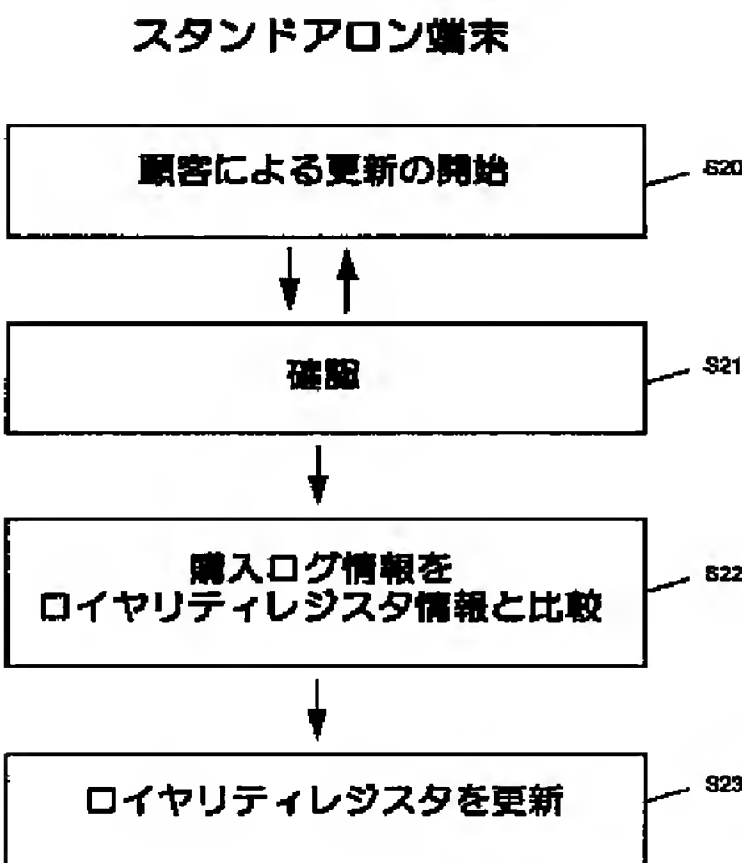 スタンドアロン端末
顧客による更新の開始
S20
確認
S21
購入ログ情報を
ロイヤリティレジスタ情報と比較
S22
ロイヤリティレジスタを更新
S23